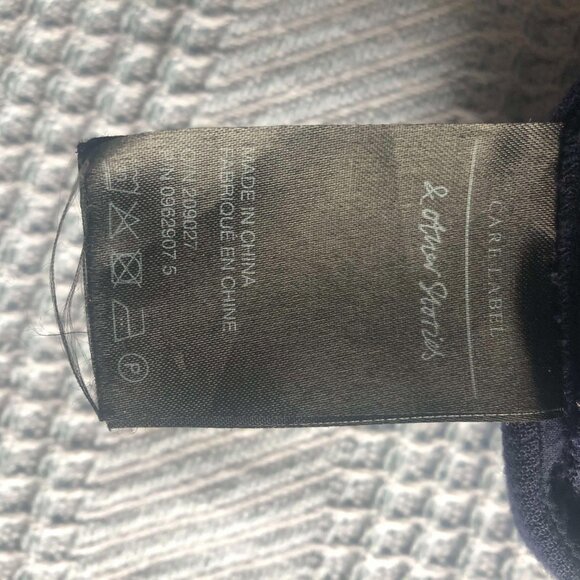 CARE LABEL
& Other Stories
MADE IN CHINA
FABRIQUÉ EN CHINE
O/N 209027
P/N 0962907 5
P